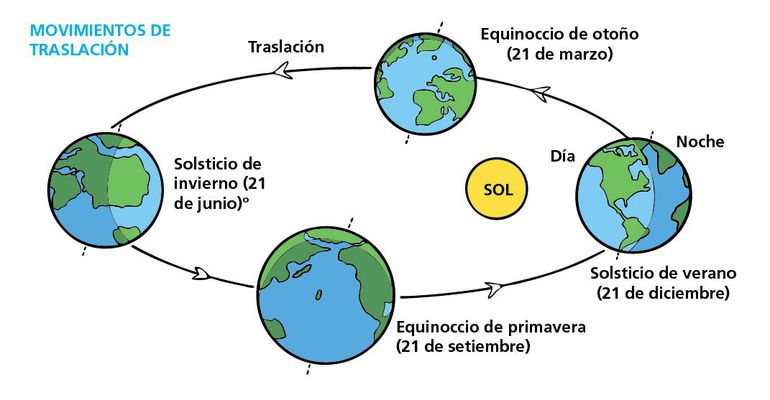 MOVIMIENTOS DE
TRASLACIÓN
Traslación
Equinoccio de otoño
(21 de marzo)
Día
Noche
Solsticio de
invierno (21
de junio)º
SOL
Solsticio de verano
(21 de diciembre)
Equinoccio de primavera
(21 de setiembre)